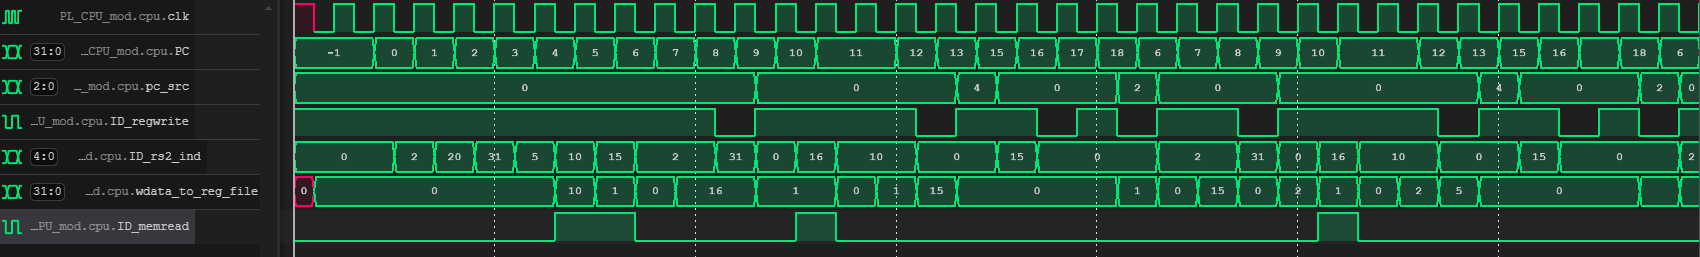 PL_CPU_mod.cpu.clk
31:0 …CPU_mod.cpu.PC -1 0 1 2 3 4 5 6 7 8 9 10 11 12 13 15 16 17 18 6 7 8 9 10 11 12 13 15 16 18 6
2:0 …_mod.cpu.pc_src 0 0 4 0 2 0 0 4 0 2 0
…U_mod.cpu.ID_regwrite
4:0 …d.cpu.ID_rs2_ind 0 2 20 31 5 10 15 2 31 0 16 10 0 15 0 2 31 0 16 10 0 15 0 2
31:0 …d.cpu.wdata_to_reg_file 0 0 10 1 0 16 1 0 1 15 0 1 0 15 0 2 1 0 2 5 0
…PU_mod.cpu.ID_memread